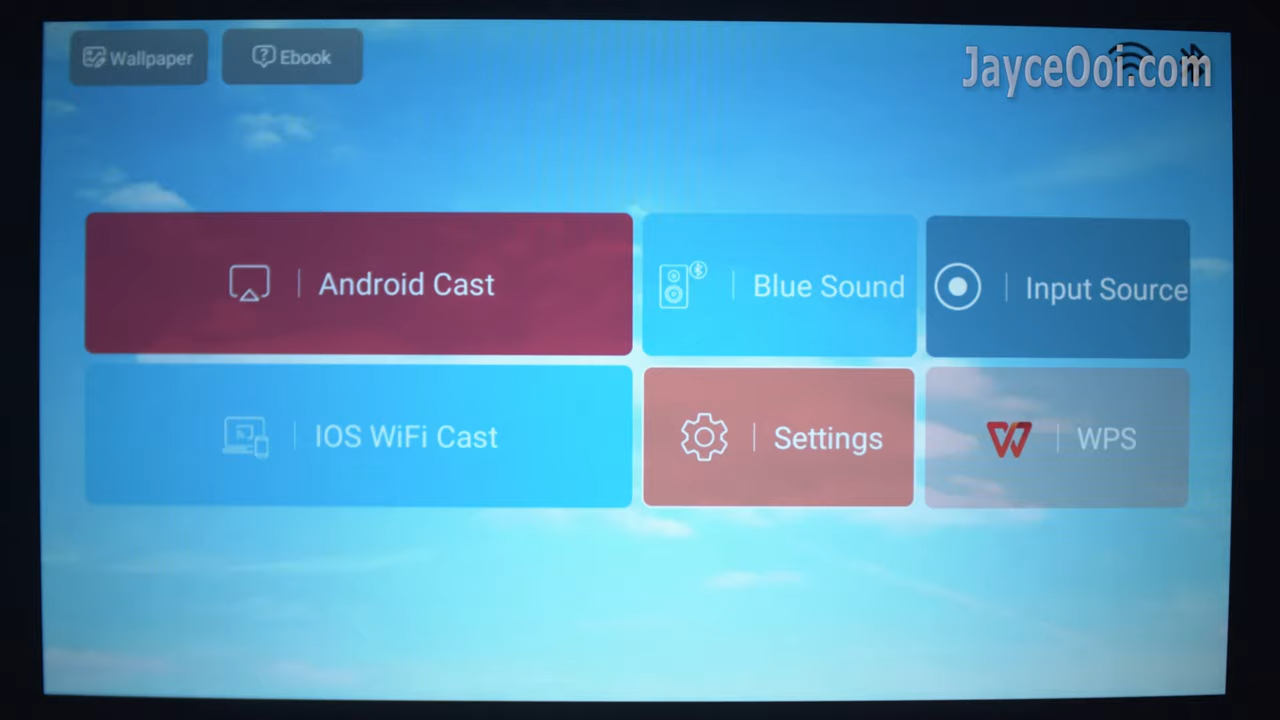 Wallpaper
Ebook
JayceOoi.com
Android Cast
Blue Sound
Input Source
IOS WiFi Cast
Settings
WPS